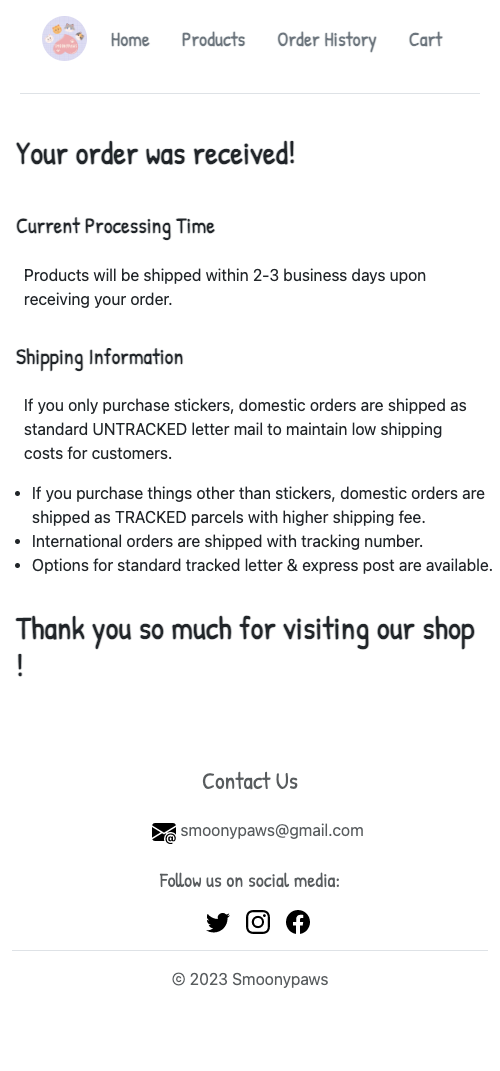 Home Products Order History Cart
Your order was received!
Current Processing Time
Products will be shipped within 2-3 business days upon
receiving your order.
Shipping Information
If you only purchase stickers, domestic orders are shipped as
standard UNTRACKED letter mail to maintain low shipping
costs for customers.
• If you purchase things other than stickers, domestic orders are
shipped as TRACKED parcels with higher shipping fee.
• International orders are shipped with tracking number.
• Options for standard tracked letter & express post are available.
Thank you so much for visiting our shop
!
Contact Us
smoonypaws@gmail.com
Follow us on social media:
© 2023 Smoonypaws